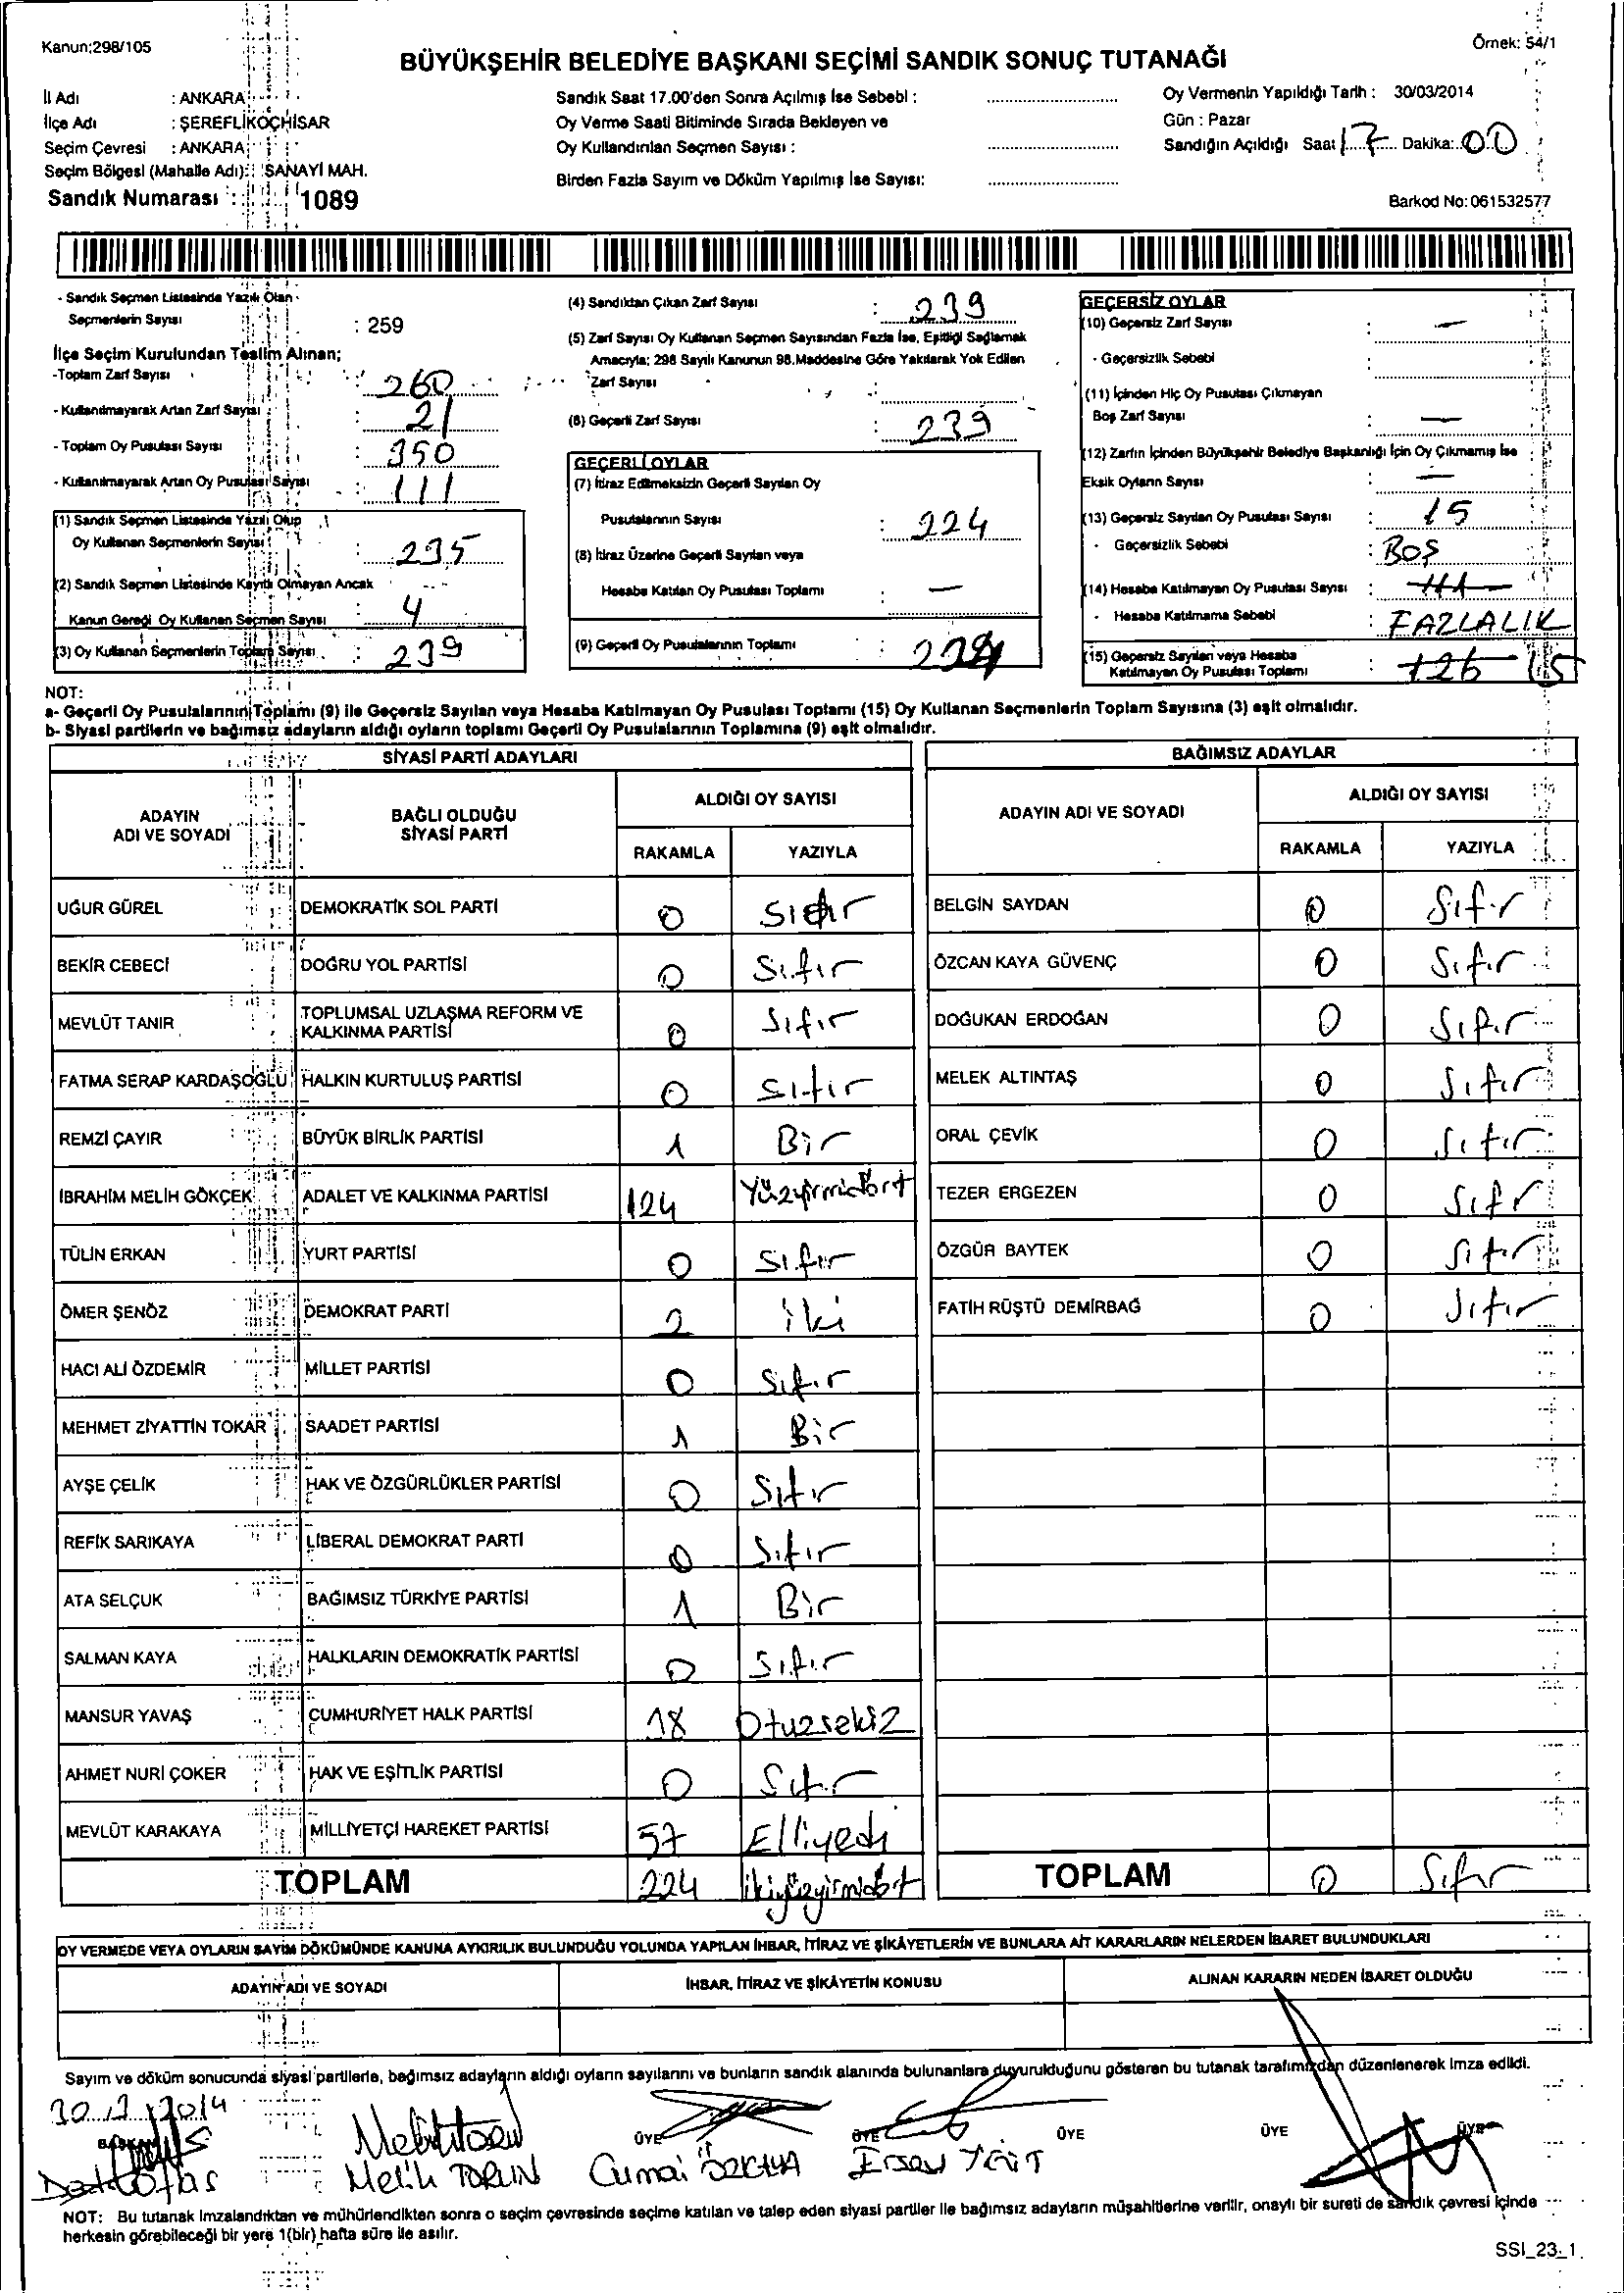 Kanun:298/105
Örnek: 54/1
BÜYÜKŞEHİR BELEDİYE BAŞKANI SEÇİMİ SANDIK SONUÇ TUTANAĞI
İl Adı : ANKARA
İlçe Adı : ŞEREFLİKOÇHİSAR
Seçim Çevresi : ANKARA
Seçim Bölgesi (Mahalle Adı): SANAYİ MAH.
Sandık Numarası : 1089
Sandık Saat 17.00'den Sonra Açılmış İse Sebebi :
Oy Verme Saati Bitiminde Sırada Bekleyen ve
Oy Kullandırılan Seçmen Sayısı :
Birden Fazla Sayım ve Döküm Yapılmış İse Sayısı:
Oy Vermenin Yapıldığı Tarih : 30/03/2014
Gün : Pazar
Sandığın Açıldığı Saat 17 Dakika: 00
Barkod No: 061532577
- Sandık Seçmen Listesinde Yazılı Olan
Seçmenlerin Sayısı : 259
İlçe Seçim Kurulundan Teslim Alınan;
-Toplam Zarf Sayısı : 260
- Kullanılmayarak Artan Zarf Sayısı : 21
- Toplam Oy Pusulası Sayısı : 350
- Kullanılmayarak Artan Oy Pusulası Sayısı : 111
(1) Sandık Seçmen Listesinde Yazılı Olup
Oy Kullanan Seçmenlerin Sayısı : 235
(2) Sandık Seçmen Listesinde Kayıtlı Olmayan Ancak
Kanun Gereği Oy Kullanan Seçmen Sayısı : 4
(3) Oy Kullanan Seçmenlerin Toplam Sayısı : 239
(4) Sandıktan Çıkan Zarf Sayısı : 239
(5) Zarf Sayısı Oy Kullanan Seçmen Sayısından Fazla İse, Eşitliği Sağlamak
Amacıyla; 298 Sayılı Kanunun 98.Maddesine Göre Yakılarak Yok Edilen
Zarf Sayısı :
(6) Geçerli Zarf Sayısı : 239
GEÇERLİ OYLAR
(7) İtiraz Edilmeksizin Geçerli Sayılan Oy
Pusulalarının Sayısı : 224
(8) İtiraz Üzerine Geçerli Sayılan veya
Hesaba Katılan Oy Pusulası Toplamı : —
(9) Geçerli Oy Pusulalarının Toplamı : 224
GEÇERSİZ OYLAR
(10) Geçersiz Zarf Sayısı : —
- Geçersizlik Sebebi :
(11) İçinden Hiç Oy Pusulası Çıkmayan
Boş Zarf Sayısı : —
(12) Zarfın İçinden Büyükşehir Belediye Başkanlığı İçin Oy Çıkmamış İse
Eksik Oyların Sayısı : —
(13) Geçersiz Sayılan Oy Pusulası Sayısı : 15
- Geçersizlik Sebebi : BOŞ
(14) Hesaba Katılmayan Oy Pusulası Sayısı : 111
- Hesaba Katılmama Sebebi : FAZLALIK
(15) Geçersiz Sayılan veya Hesaba
Katılmayan Oy Pusulası Toplamı : 126 15
NOT:
a- Geçerli Oy Pusulalarının Toplamı (9) ile Geçersiz Sayılan veya Hesaba Katılmayan Oy Pusulası Toplamı (15) Oy Kullanan Seçmenlerin Toplam Sayısına (3) eşit olmalıdır.
b- Siyasi partilerin ve bağımsız adayların aldığı oyların toplamı Geçerli Oy Pusulalarının Toplamına (9) eşit olmalıdır.
SİYASİ PARTİ ADAYLARI
ADAYIN ADI VE SOYADI BAĞLI OLDUĞU SİYASİ PARTİ ALDIĞI OY SAYISI
RAKAMLA YAZIYLA
UĞUR GÜREL DEMOKRATİK SOL PARTİ 0 Sıfır
BEKİR CEBECİ DOĞRU YOL PARTİSİ 0 Sıfır
MEVLÜT TANIR TOPLUMSAL UZLAŞMA REFORM VE KALKINMA PARTİSİ 0 Sıfır
FATMA SERAP KARDAŞOĞLU HALKIN KURTULUŞ PARTİSİ 0 Sıfır
REMZİ ÇAYIR BÜYÜK BİRLİK PARTİSİ 1 Bir
İBRAHİM MELİH GÖKÇEK ADALET VE KALKINMA PARTİSİ 124 Yüzyirmidört
TÜLİN ERKAN YURT PARTİSİ 0 Sıfır
ÖMER ŞENÖZ DEMOKRAT PARTİ 2 iki
HACI ALİ ÖZDEMİR MİLLET PARTİSİ 0 Sıfır
MEHMET ZİYATTİN TOKAR SAADET PARTİSİ 1 Bir
AYŞE ÇELİK HAK VE ÖZGÜRLÜKLER PARTİSİ 0 Sıfır
REFİK SARIKAYA LİBERAL DEMOKRAT PARTİ 0 Sıfır
ATA SELÇUK BAĞIMSIZ TÜRKİYE PARTİSİ 1 Bir
SALMAN KAYA HALKLARIN DEMOKRATİK PARTİSİ 0 Sıfır
MANSUR YAVAŞ CUMHURİYET HALK PARTİSİ 38 Otuzsekiz
AHMET NURİ ÇOKER HAK VE EŞİTLİK PARTİSİ 0 Sıfır
MEVLÜT KARAKAYA MİLLİYETÇİ HAREKET PARTİSİ 57 Elliyedi
TOPLAM 224 ikiyüzyirmidört
BAĞIMSIZ ADAYLAR
ADAYIN ADI VE SOYADI ALDIĞI OY SAYISI
RAKAMLA YAZIYLA
BELGİN SAYDAN 0 Sıfır
ÖZCAN KAYA GÜVENÇ 0 Sıfır
DOĞUKAN ERDOĞAN 0 Sıfır
MELEK ALTINTAŞ 0 Sıfır
ORAL ÇEVİK 0 Sıfır
TEZER ERGEZEN 0 Sıfır
ÖZGÜR BAYTEK 0 Sıfır
FATİH RÜŞTÜ DEMİRBAĞ 0 Sıfır
TOPLAM 0 Sıfır
OY VERMEDE VEYA OYLARIN SAYIM DÖKÜMÜNDE KANUNA AYKIRILIK BULUNDUĞU YOLUNDA YAPILAN İHBAR, İTİRAZ VE ŞİKÂYETLERİN VE BUNLARA AİT KARARLARIN NELERDEN İBARET BULUNDUKLARI
ADAYIN ADI VE SOYADI İHBAR, İTİRAZ VE ŞİKÂYETİN KONUSU ALINAN KARARIN NEDEN İBARET OLDUĞU
Sayım ve döküm sonucunda siyasi partilerle, bağımsız adayların aldığı oyların sayılarını ve bunların sandık alanında bulunanlara duyurulduğunu gösteren bu tutanak tarafımızdan düzenlenerek imza edildi.
30/3/2014
BAŞKAN ÜYE ÜYE ÜYE ÜYE ÜYE
Melih TORUN Cumai ÖZKAYA Ersoy YİĞİT
NOT: Bu tutanak imzalandıktan ve mühürlendikten sonra o seçim çevresinde seçime katılan ve talep eden siyasi partiler ile bağımsız adayların müşahitlerine verilir, onaylı bir sureti de sandık çevresi içinde
herkesin görebileceği bir yere 1(bir) hafta süre ile asılır.
SSI_23_1